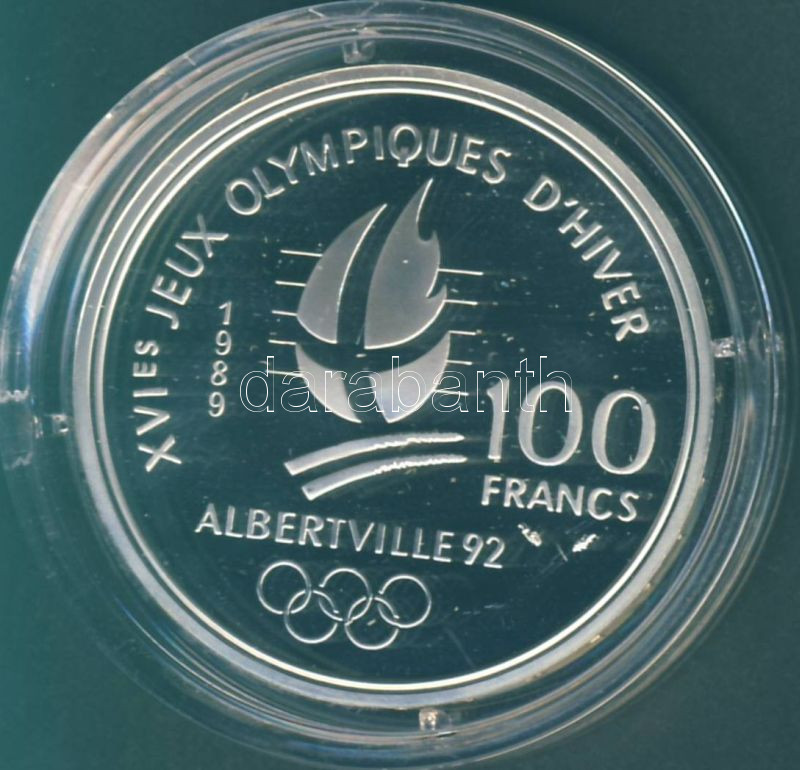 XVIES JEUX OLYMPIQUES D'HIVER
1989
darabanth
100
FRANCS
ALBERTVILLE 92